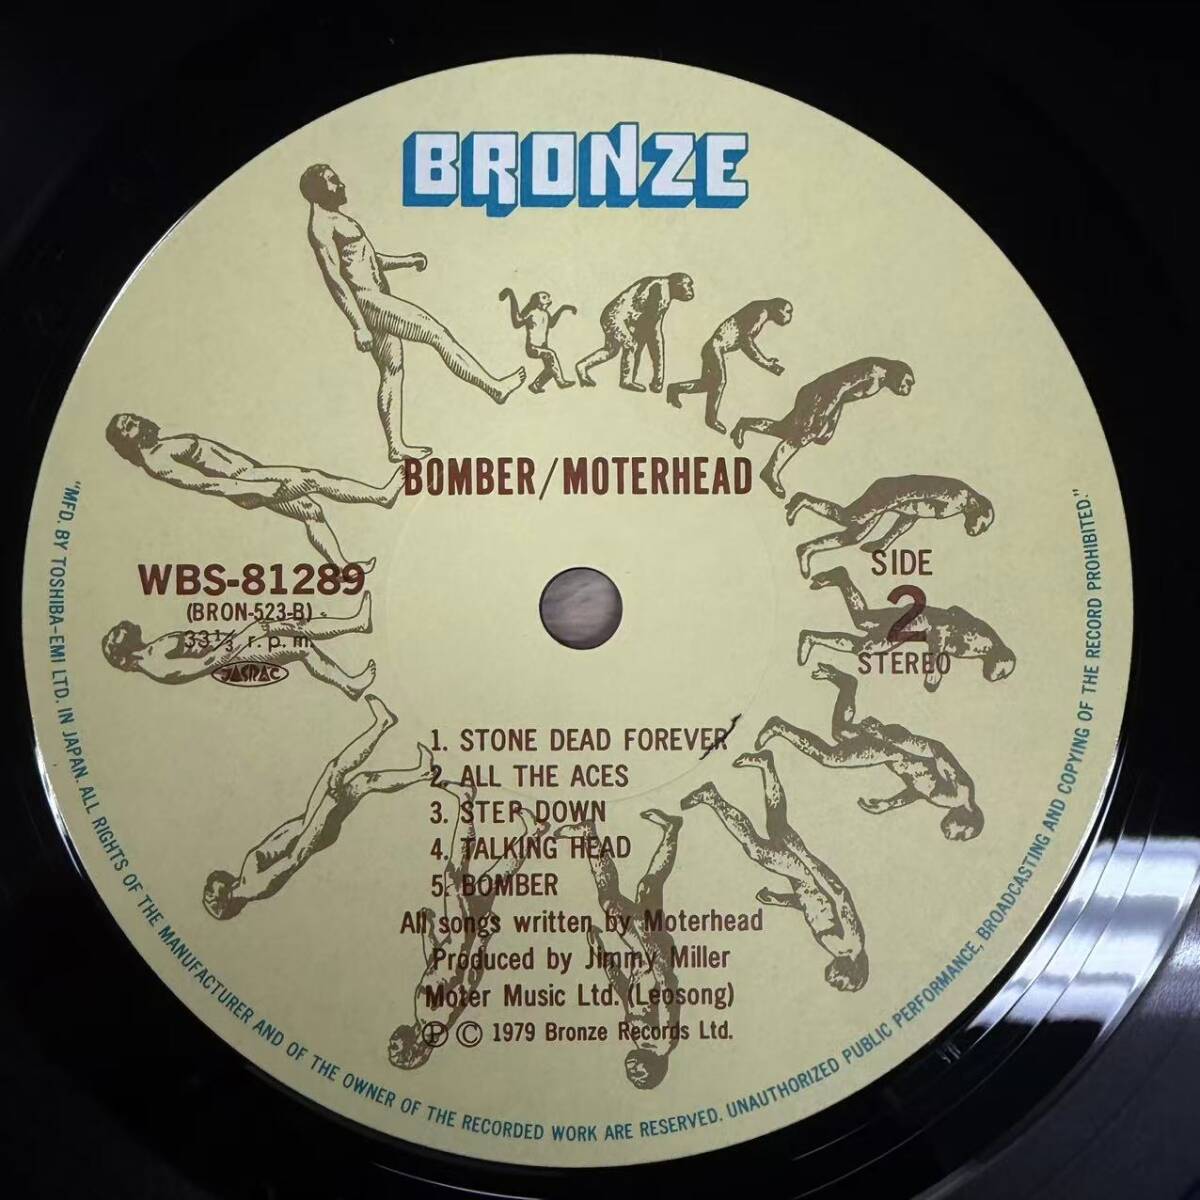 BRONZE
BOMBER/MOTERHEAD
WBS-81289
(BRON-523-B)
33⅓ r.p.m.
JASRAC
SIDE
2
STEREO
1. STONE DEAD FOREVER
2. ALL THE ACES
3. STEP DOWN
4. TALKING HEAD
5. BOMBER
All songs written by Moterhead
Produced by Jimmy Miller
Moter Music Ltd. (Leosong)
Ⓟ © 1979 Bronze Records Ltd.
"MFD. BY TOSHIBA-EMI LTD. IN JAPAN. ALL RIGHTS OF THE MANUFACTURER AND OF THE OWNER OF THE RECORDED WORK ARE RESERVED. UNAUTHORIZED PUBLIC PERFORMANCE, BROADCASTING AND COPYING OF THE RECORD PROHIBITED."